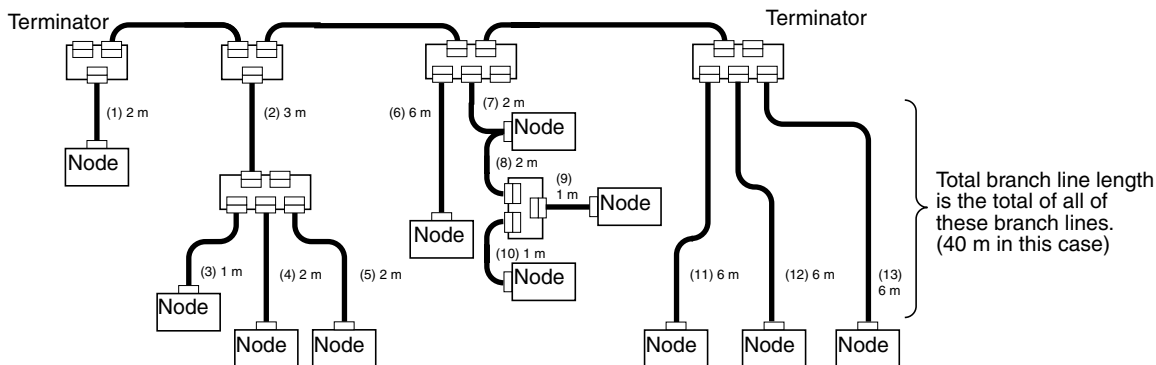 Terminator
Terminator
(1) 2 m
(2) 3 m
(6) 6 m
(7) 2 m
Node
Node
(8) 2 m
(9)
1 m
Node
Node
(10) 1 m
Node
(3) 1 m
(4) 2 m
(5) 2 m
Node
Node
Node
(11) 6 m
(12) 6 m
(13)
6 m
Node
Node
Node
Total branch line length
is the total of all of
these branch lines.
(40 m in this case)